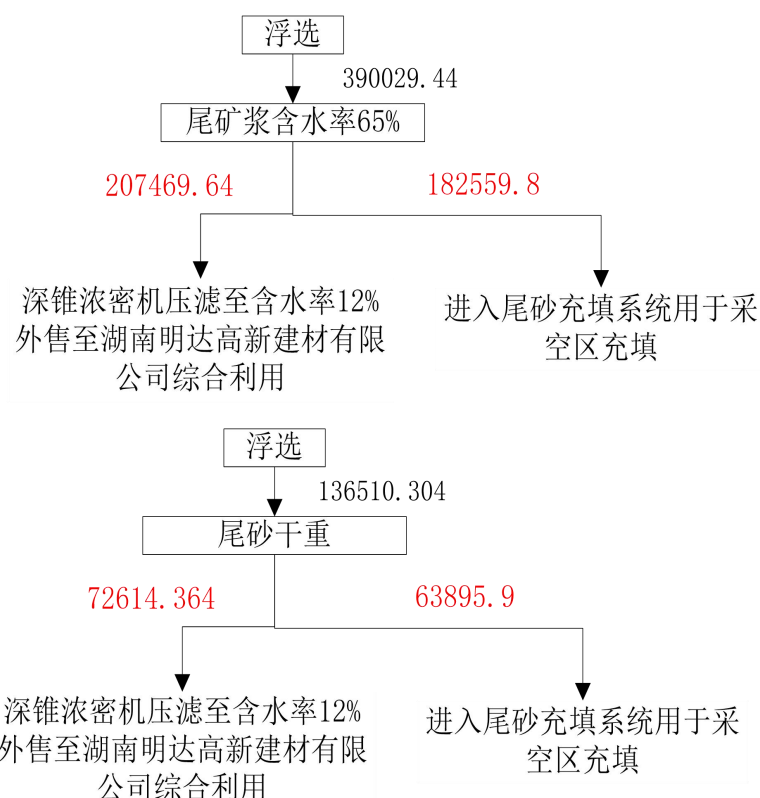 浮选
390029.44
尾矿浆含水率65%
207469.64
182559.8
深锥浓密机压滤至含水率12%
外售至湖南明达高新建材有限
公司综合利用
进入尾砂充填系统用于采
空区充填
浮选
136510.304
尾砂干重
72614.364
63895.9
深锥浓密机压滤至含水率12%
外售至湖南明达高新建材有限
公司综合利用
进入尾砂充填系统用于采
空区充填